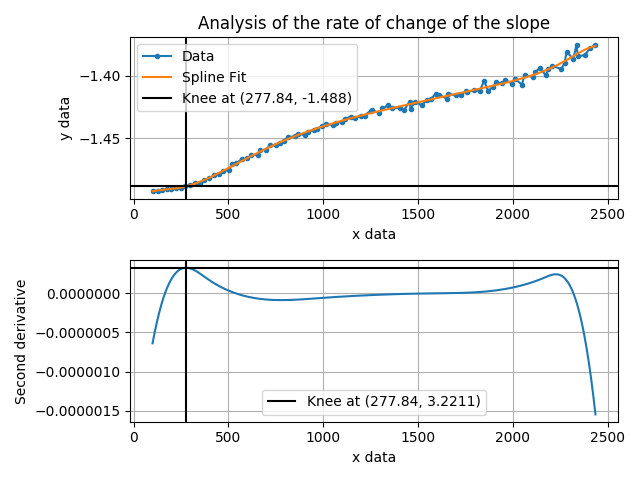 Analysis of the rate of change of the slope
Data
Spline Fit
Knee at (277.84, -1.488)
−1.40
−1.45
y data
0 500 1000 1500 2000 2500
x data
0.0000000
−0.0000005
−0.0000010
−0.0000015
Second derivative
Knee at (277.84, 3.2211)
0 500 1000 1500 2000 2500
x data